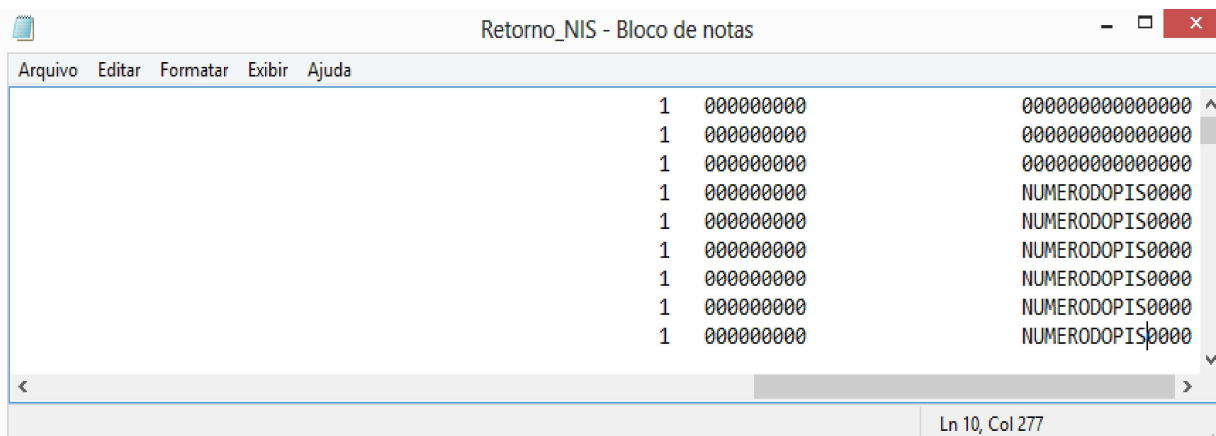 Retorno_NIS - Bloco de notas
Arquivo Editar Formatar Exibir Ajuda
1 000000000 000000000000000
1 000000000 000000000000000
1 000000000 000000000000000
1 000000000 NUMERODOPIS0000
1 000000000 NUMERODOPIS0000
1 000000000 NUMERODOPIS0000
1 000000000 NUMERODOPIS0000
1 000000000 NUMERODOPIS0000
1 000000000 NUMERODOPIS0000
Ln 10, Col 277